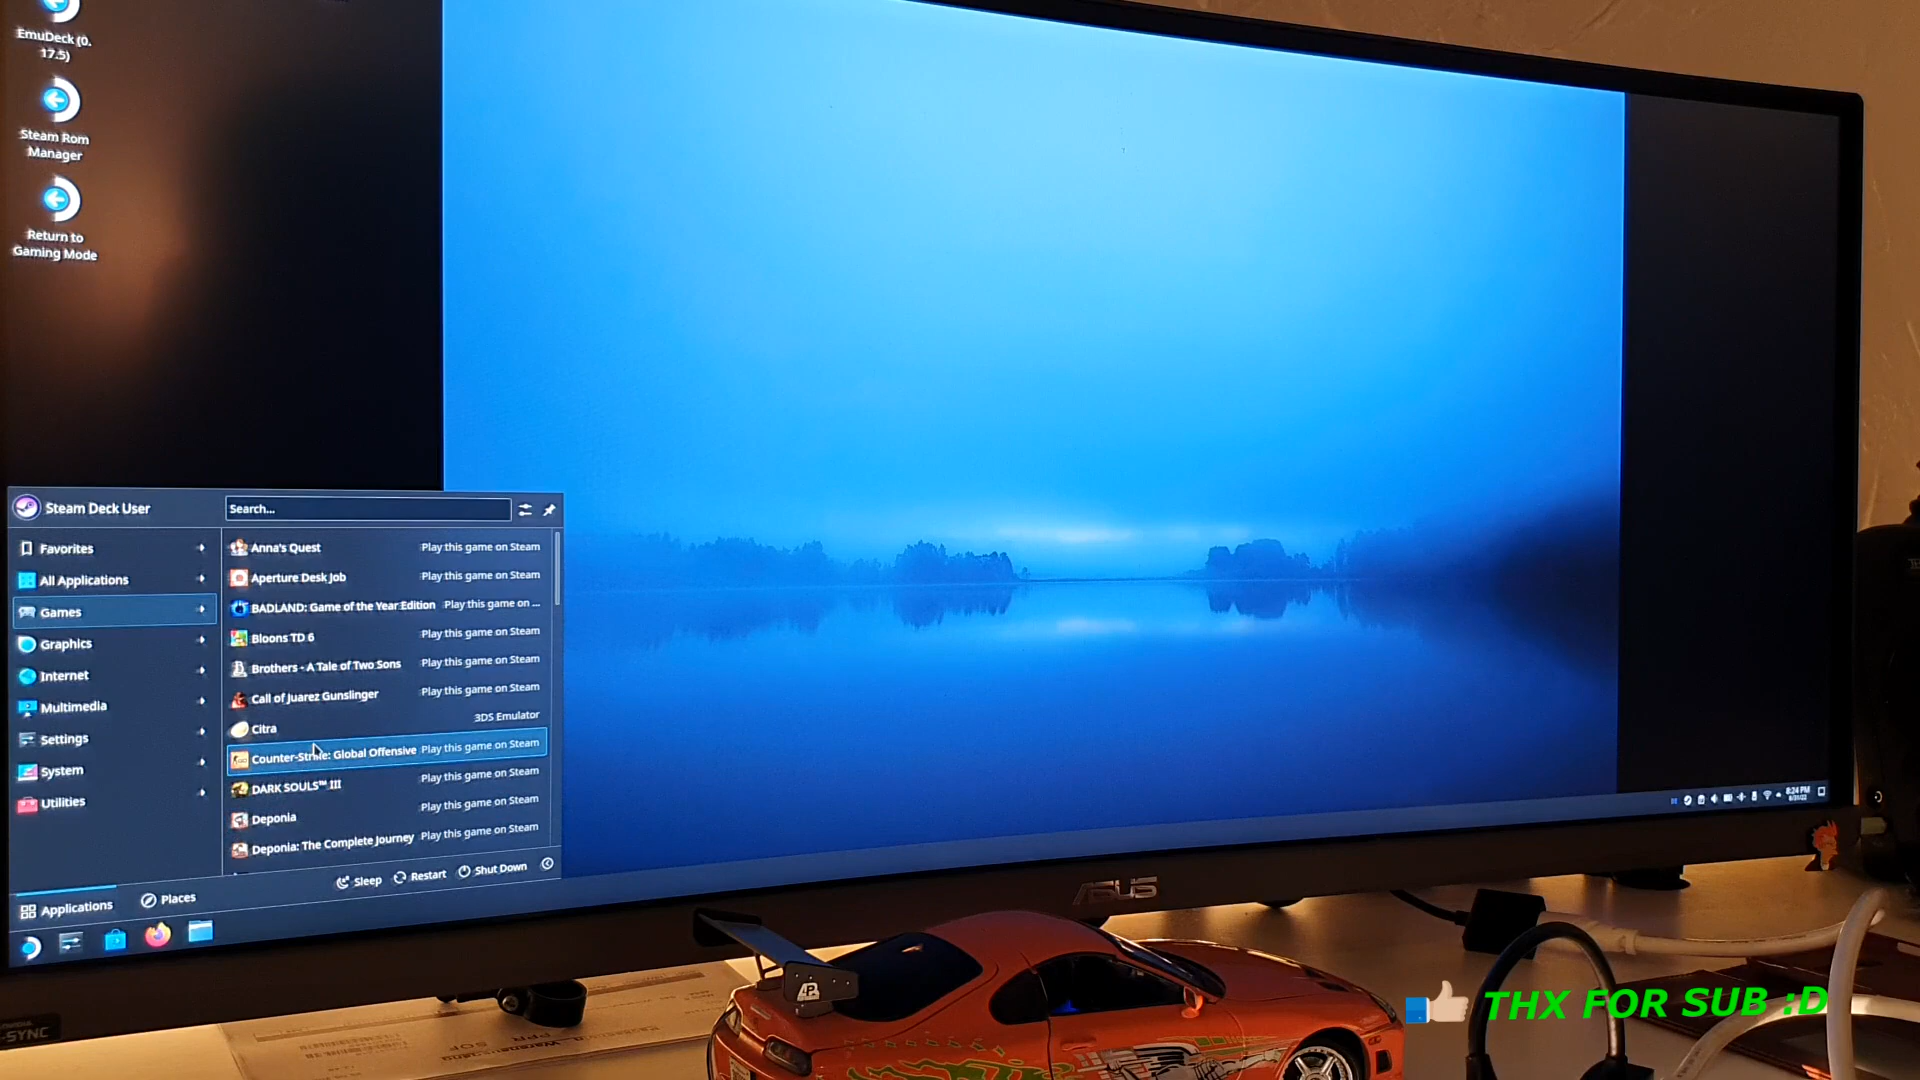 EmuDeck (0.
17.5)
Steam Rom
Manager
Return to
Gaming Mode
Steam Deck User
Search...
Favorites
All Applications
Games
Graphics
Internet
Multimedia
Settings
System
Utilities
Anna's Quest Play this game on Steam
Aperture Desk Job Play this game on Steam
BADLAND: Game of the Year Edition Play this game on ...
Bloons TD 6 Play this game on Steam
Brothers - A Tale of Two Sons Play this game on Steam
Call of Juarez Gunslinger Play this game on Steam
Citra 3DS Emulator
Counter-Strike: Global Offensive Play this game on Steam
DARK SOULS™ III Play this game on Steam
Deponia Play this game on Steam
Deponia: The Complete Journey Play this game on Steam
Sleep Restart Shut Down
Applications Places
8:24 PM
ASUS
SYNC
THX FOR SUB :D